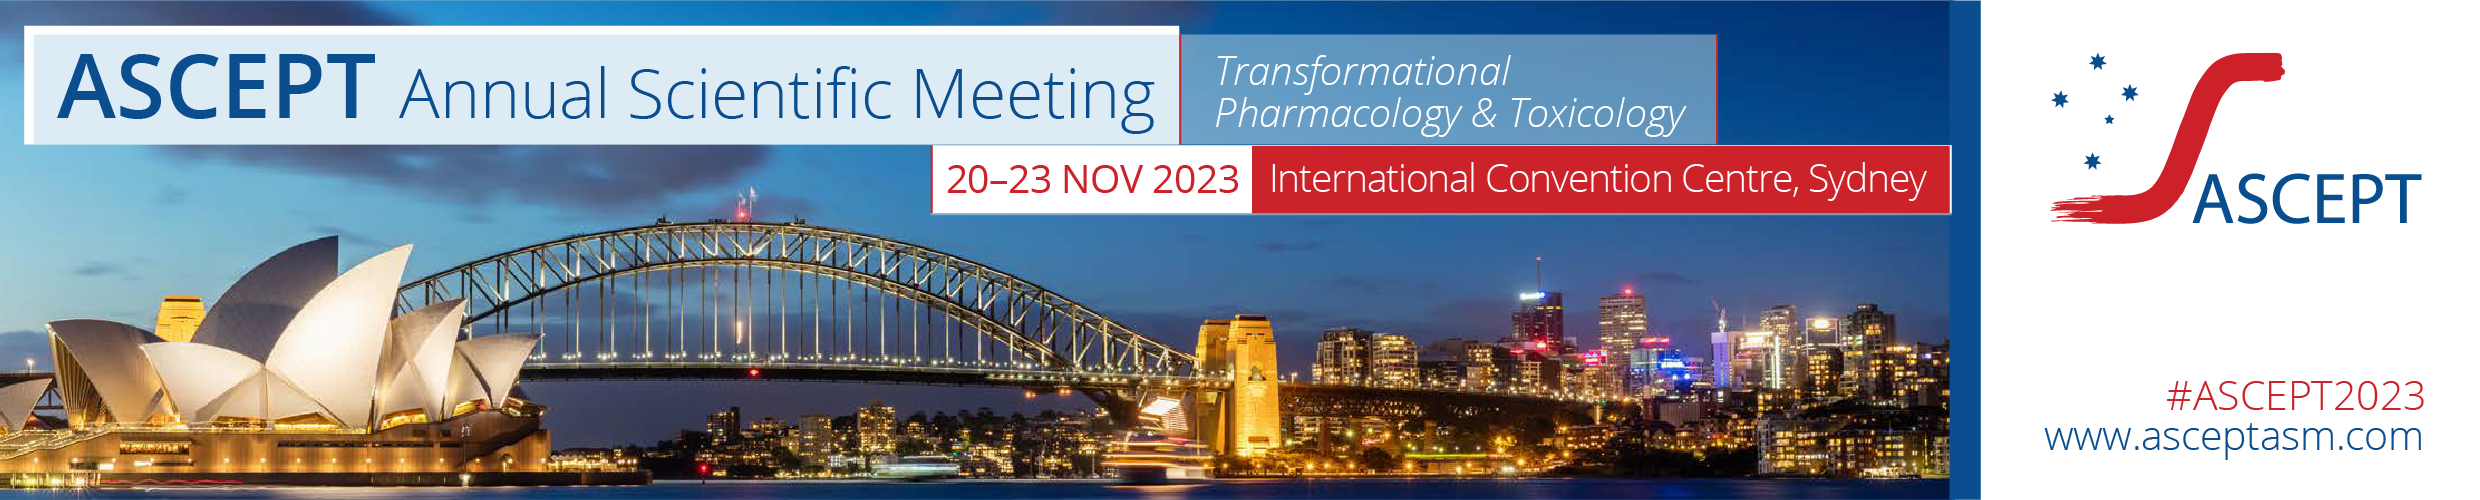 ASCEPT Annual Scientific Meeting
Transformational
Pharmacology & Toxicology
20–23 NOV 2023 International Convention Centre, Sydney
ASCEPT
#ASCEPT2023
www.asceptasm.com